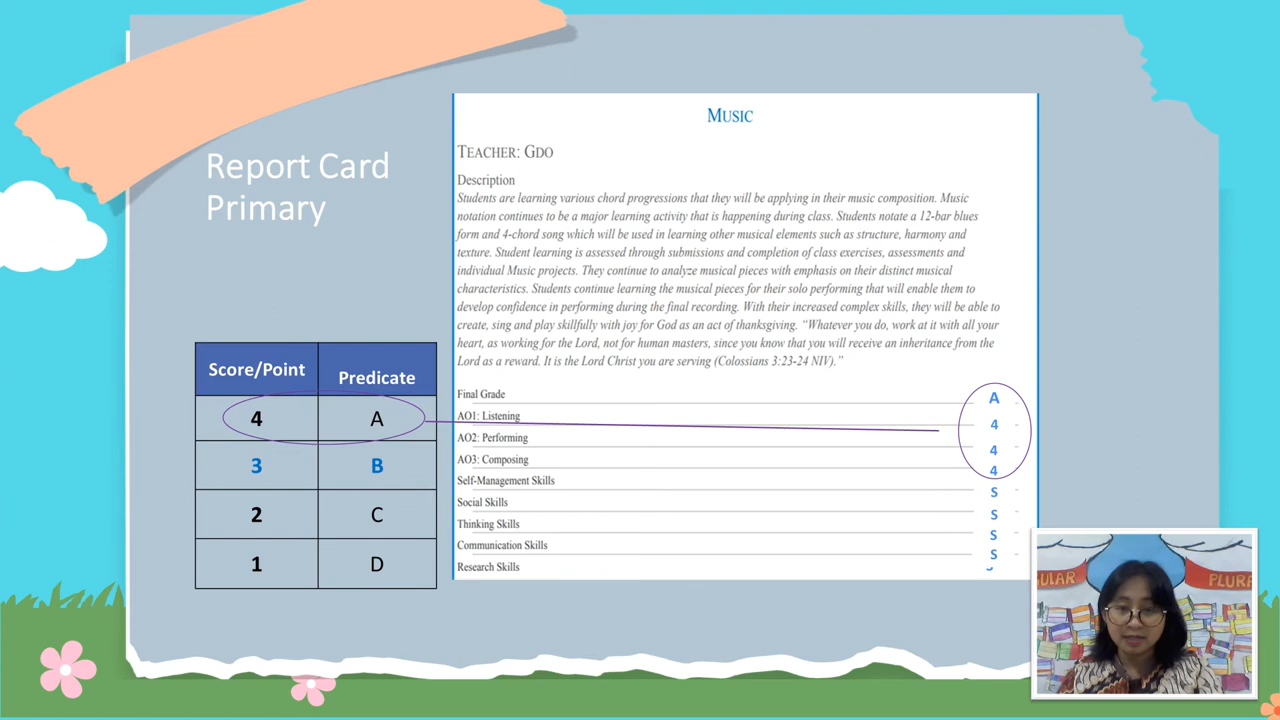 Report Card
Primary
Score/Point Predicate
4 A
3 B
2 C
1 D
MUSIC
TEACHER: GDO
Description
Students are learning various chord progressions that they will be applying in their music composition. Music
notation continues to be a major learning activity that is happening during class. Students notate a 12-bar blues
form and 4-chord song which will be used in learning other musical elements such as structure, harmony and
texture. Student learning is assessed through submissions and completion of class exercises, assessments and
individual Music projects. They continue to analyze musical pieces with emphasis on their distinct musical
characteristics. Students continue learning the musical pieces for their solo performing that will enable them to
develop confidence in performing during the final recording. With their increased complex skills, they will be able to
create, sing and play skillfully with joy for God as an act of thanksgiving. “Whatever you do, work at it with all your
heart, as working for the Lord, not for human masters, since you know that you will receive an inheritance from the
Lord as a reward. It is the Lord Christ you are serving (Colossians 3:23-24 NIV).”
Final Grade A
AO1: Listening 4
AO2: Performing 4
AO3: Composing 4
Self-Management Skills S
Social Skills S
Thinking Skills S
Communication Skills S
Research Skills